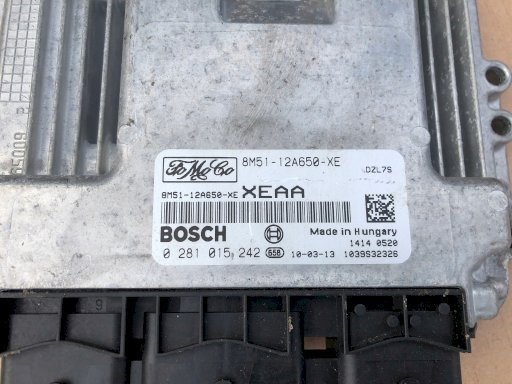 FoMoCo 8M51-12A650-XE DZL7S
8M51-12A650-XE XEAA
BOSCH Made in Hungary
1414 0520
0 281 015 242 658 10-03-13 1039S32326